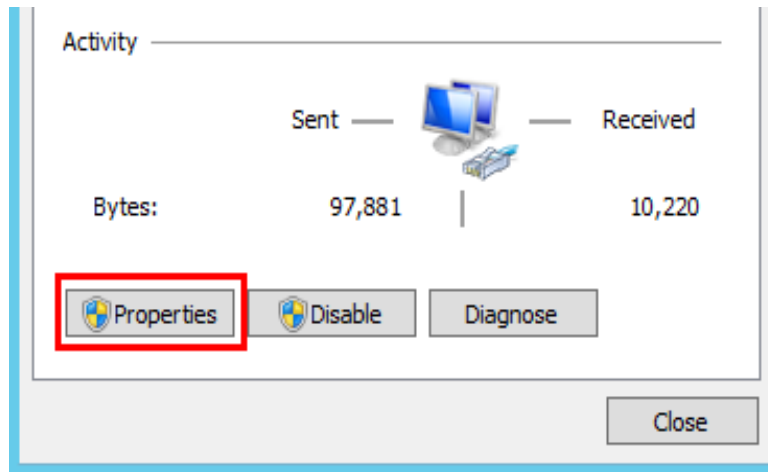 Activity
Sent Received
Bytes: 97,881 10,220
Properties Disable Diagnose
Close